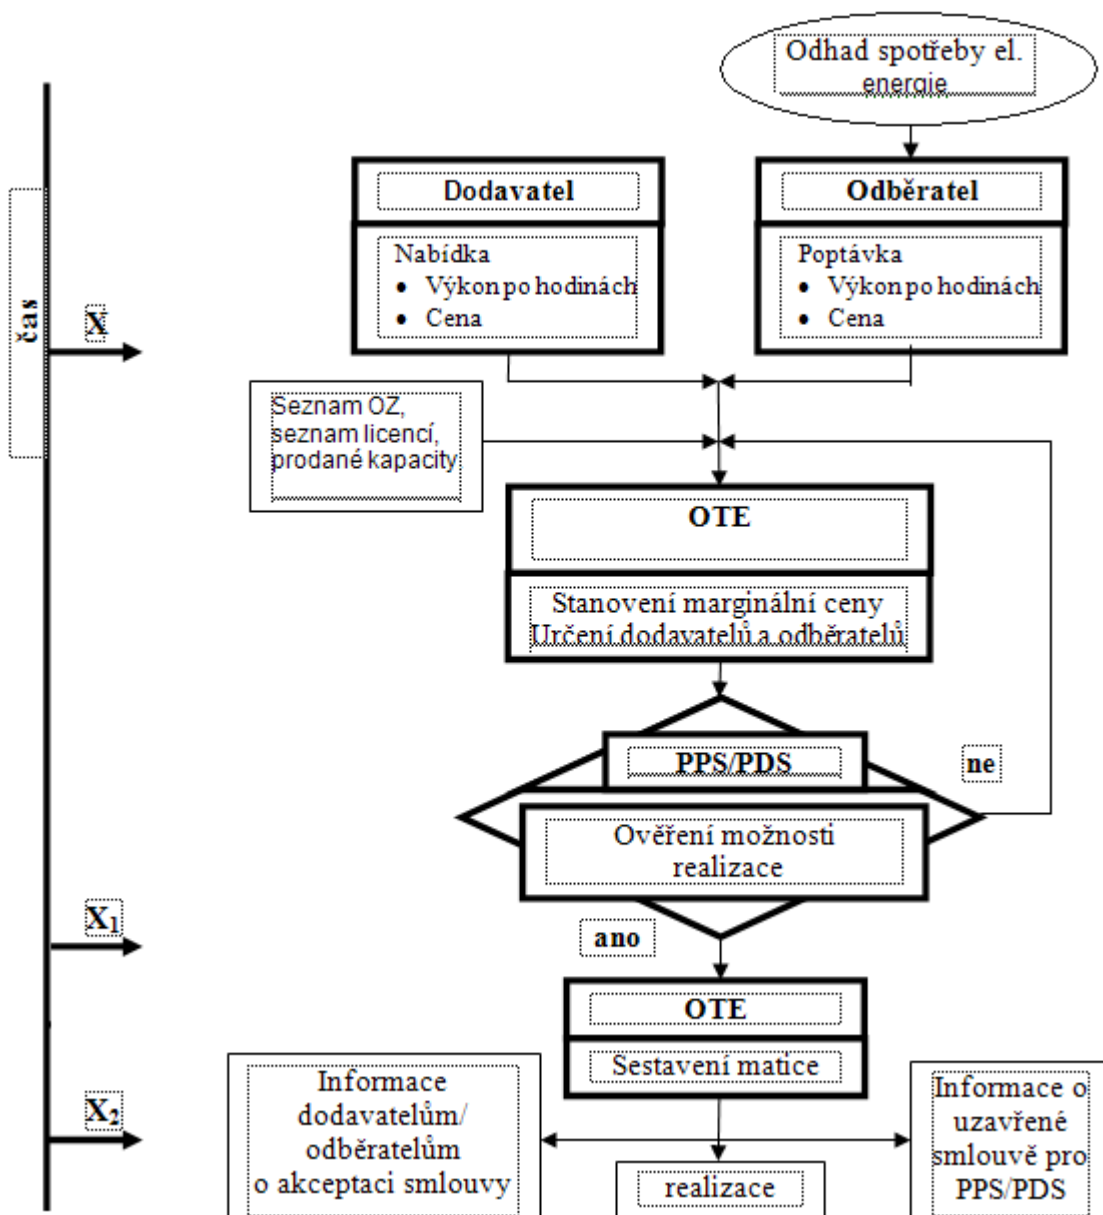 Odhad spotřeby el.
energie
Dodavatel
Odběratel
Nabídka
• Výkon po hodinách
• Cena
Poptávka
• Výkon po hodinách
• Cena
čas
X
Seznam OZ,
seznam licencí,
prodané kapacity
OTE
Stanovení marginální ceny
Určení dodavatelů a odběratelů
PPS/PDS
ne
Ověření možnosti
realizace
X₁
ano
OTE
Sestavení matice
X₂
Informace
dodavatelům/
odběratelům
o akceptaci smlouvy
realizace
Informace o
uzavřené
smlouvě pro
PPS/PDS